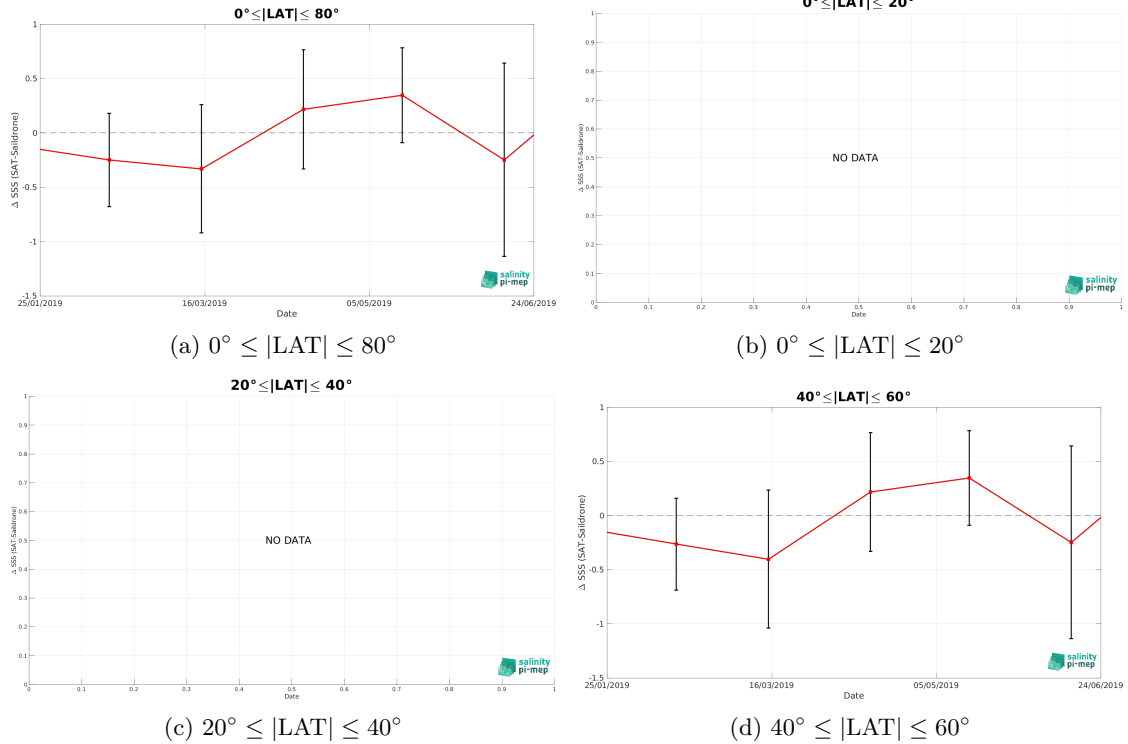 0°≤|LAT|≤ 80°
1
0.5
0
-0.5
-1
-1.5
Δ SSS (SAT-Saildrone)
25/01/2019 16/03/2019 05/05/2019 24/06/2019
Date
salinity
pi-mep
(a) 0° ≤ |LAT| ≤ 80°
0°≤|LAT|≤ 20°
1
0.9
0.8
0.7
0.6
0.5
0.4
0.3
0.2
0.1
0
Δ SSS (SAT-Saildrone)
NO DATA
0 0.1 0.2 0.3 0.4 0.5 0.6 0.7 0.8 0.9 1
Date
salinity
pi-mep
(b) 0° ≤ |LAT| ≤ 20°
20°≤|LAT|≤ 40°
1
0.9
0.8
0.7
0.6
0.5
0.4
0.3
0.2
0.1
0
Δ SSS (SAT-Saildrone)
NO DATA
0 0.1 0.2 0.3 0.4 0.5 0.6 0.7 0.8 0.9 1
Date
salinity
pi-mep
(c) 20° ≤ |LAT| ≤ 40°
40°≤|LAT|≤ 60°
1
0.5
0
-0.5
-1
-1.5
Δ SSS (SAT-Saildrone)
25/01/2019 16/03/2019 05/05/2019 24/06/2019
Date
salinity
pi-mep
(d) 40° ≤ |LAT| ≤ 60°